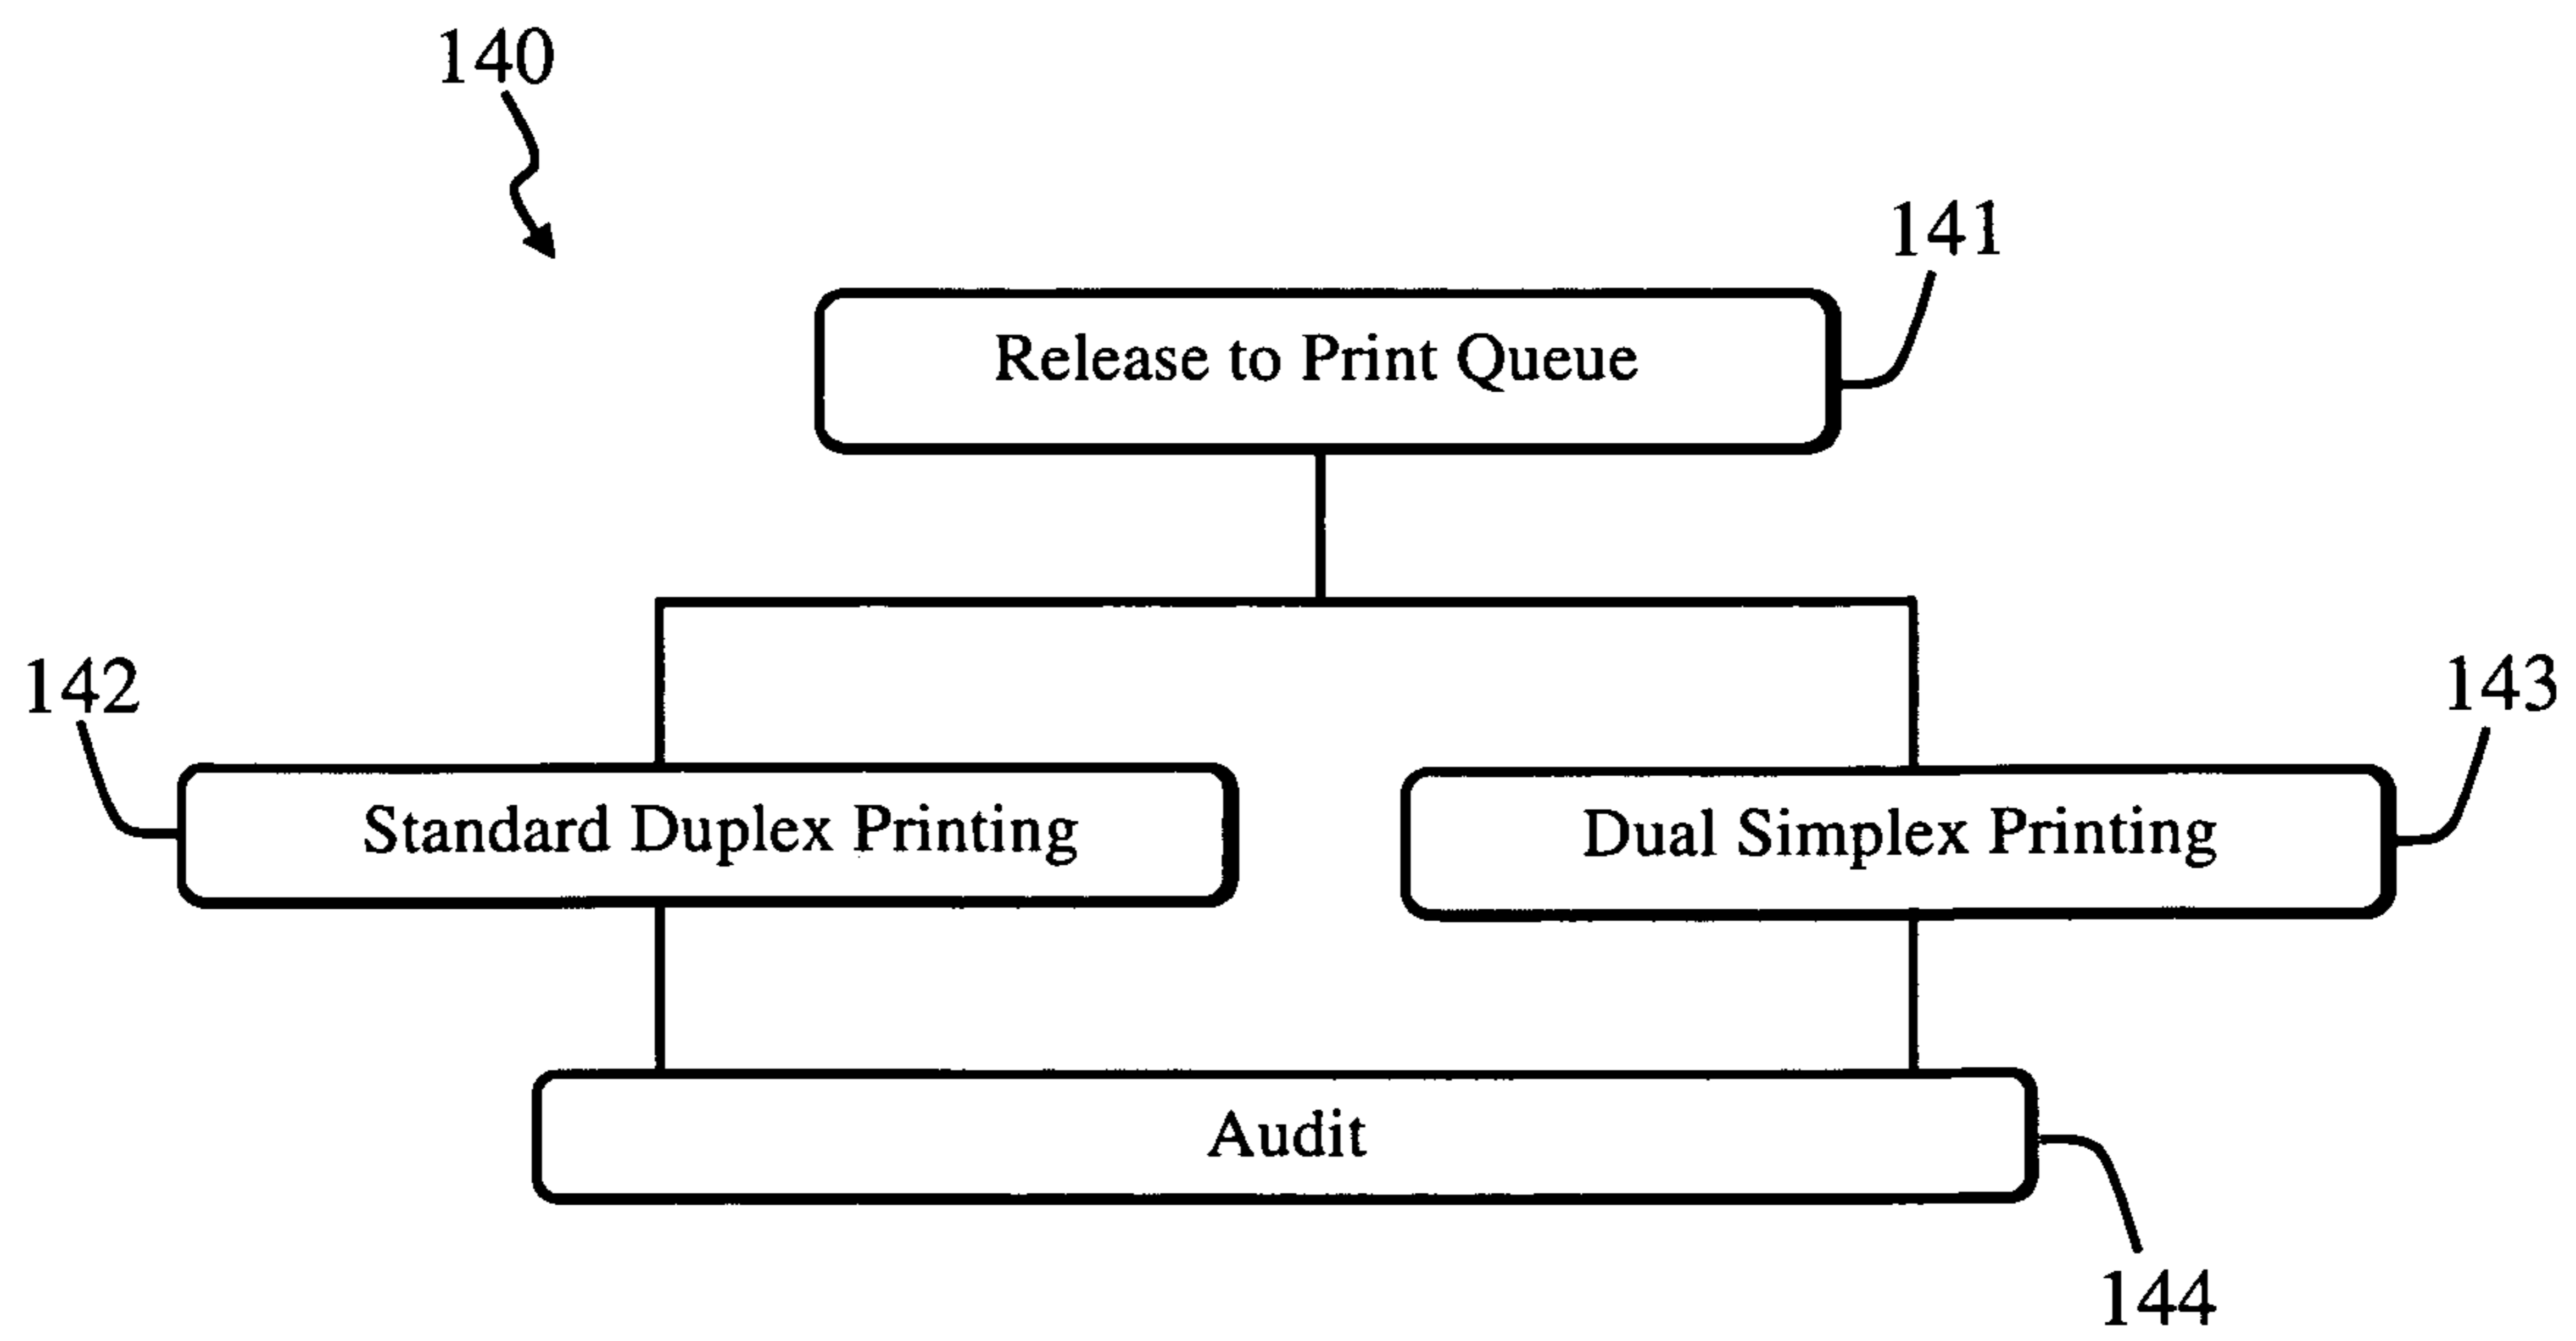 140
141
Release to Print Queue
142
143
Standard Duplex Printing
Dual Simplex Printing
Audit
144